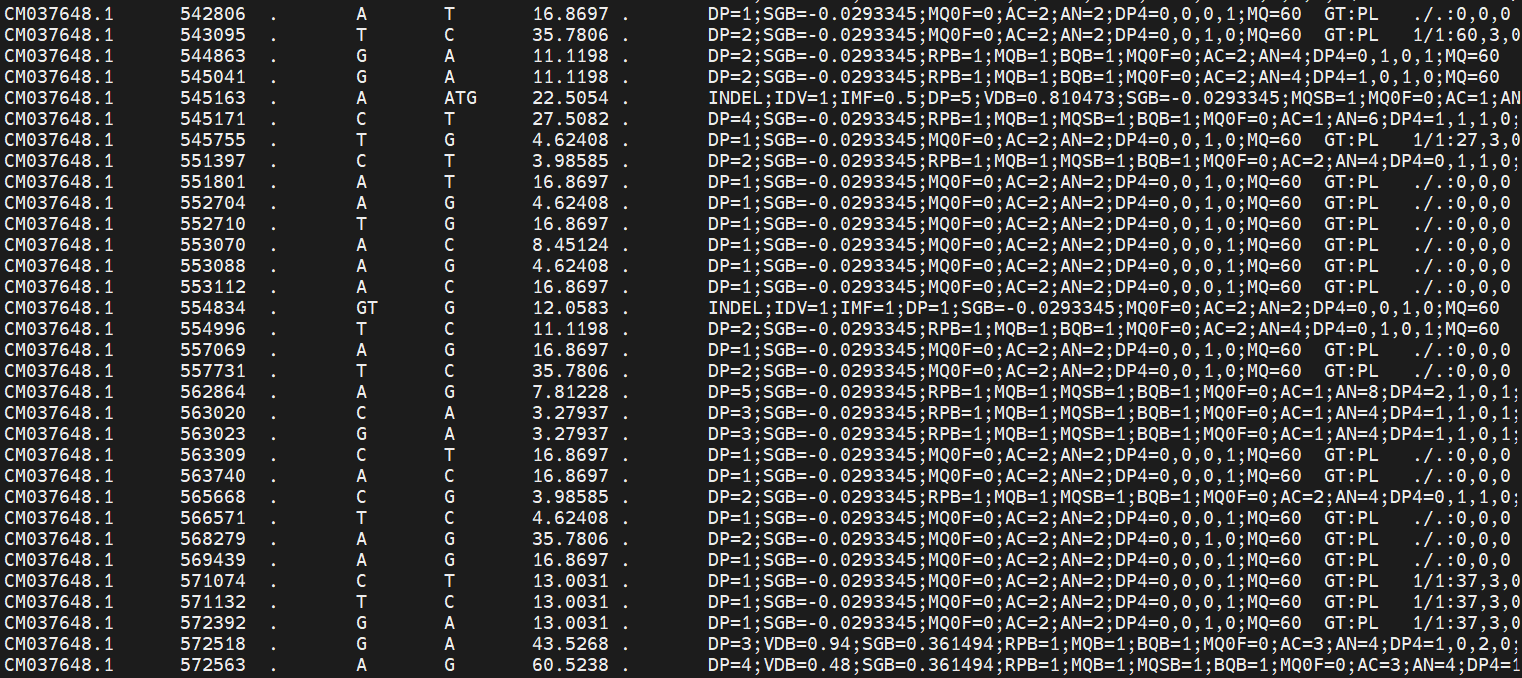 CM037648.1 542806 . A T 16.8697 . DP=1;SGB=-0.0293345;MQ0F=0;AC=2;AN=2;DP4=0,0,0,1;MQ=60 GT:PL ./.:0,0,0
CM037648.1 543095 . T C 35.7806 . DP=2;SGB=-0.0293345;MQ0F=0;AC=2;AN=2;DP4=0,0,1,0;MQ=60 GT:PL 1/1:60,3,0
CM037648.1 544863 . G A 11.1198 . DP=2;SGB=-0.0293345;RPB=1;MQB=1;BQB=1;MQ0F=0;AC=2;AN=4;DP4=0,1,0,1;MQ=60
CM037648.1 545041 . G A 11.1198 . DP=2;SGB=-0.0293345;RPB=1;MQB=1;BQB=1;MQ0F=0;AC=2;AN=4;DP4=1,0,1,0;MQ=60
CM037648.1 545163 . A ATG 22.5054 . INDEL;IDV=1;IMF=0.5;DP=5;VDB=0.810473;SGB=-0.0293345;MQSB=1;MQ0F=0;AC=1;AN
CM037648.1 545171 . C T 27.5082 . DP=4;SGB=-0.0293345;RPB=1;MQB=1;MQSB=1;BQB=1;MQ0F=0;AC=1;AN=6;DP4=1,1,1,0;
CM037648.1 545755 . T G 4.62408 . DP=1;SGB=-0.0293345;MQ0F=0;AC=2;AN=2;DP4=0,0,1,0;MQ=60 GT:PL 1/1:27,3,0
CM037648.1 551397 . C T 3.98585 . DP=2;SGB=-0.0293345;RPB=1;MQB=1;MQSB=1;BQB=1;MQ0F=0;AC=2;AN=4;DP4=0,1,1,0;
CM037648.1 551801 . A T 16.8697 . DP=1;SGB=-0.0293345;MQ0F=0;AC=2;AN=2;DP4=0,0,1,0;MQ=60 GT:PL ./.:0,0,0
CM037648.1 552704 . A G 4.62408 . DP=1;SGB=-0.0293345;MQ0F=0;AC=2;AN=2;DP4=0,0,1,0;MQ=60 GT:PL ./.:0,0,0
CM037648.1 552710 . T G 16.8697 . DP=1;SGB=-0.0293345;MQ0F=0;AC=2;AN=2;DP4=0,0,1,0;MQ=60 GT:PL ./.:0,0,0
CM037648.1 553070 . A C 8.45124 . DP=1;SGB=-0.0293345;MQ0F=0;AC=2;AN=2;DP4=0,0,0,1;MQ=60 GT:PL ./.:0,0,0
CM037648.1 553088 . A G 4.62408 . DP=1;SGB=-0.0293345;MQ0F=0;AC=2;AN=2;DP4=0,0,0,1;MQ=60 GT:PL ./.:0,0,0
CM037648.1 553112 . A C 16.8697 . DP=1;SGB=-0.0293345;MQ0F=0;AC=2;AN=2;DP4=0,0,0,1;MQ=60 GT:PL ./.:0,0,0
CM037648.1 554834 . GT G 12.0583 . INDEL;IDV=1;IMF=1;DP=1;SGB=-0.0293345;MQ0F=0;AC=2;AN=2;DP4=0,0,1,0;MQ=60
CM037648.1 554996 . T C 11.1198 . DP=2;SGB=-0.0293345;RPB=1;MQB=1;BQB=1;MQ0F=0;AC=2;AN=4;DP4=0,1,0,1;MQ=60
CM037648.1 557069 . A G 16.8697 . DP=1;SGB=-0.0293345;MQ0F=0;AC=2;AN=2;DP4=0,0,1,0;MQ=60 GT:PL ./.:0,0,0
CM037648.1 557731 . T C 35.7806 . DP=2;SGB=-0.0293345;MQ0F=0;AC=2;AN=2;DP4=0,0,1,0;MQ=60 GT:PL ./.:0,0,0
CM037648.1 562864 . A G 7.81228 . DP=5;SGB=-0.0293345;RPB=1;MQB=1;MQSB=1;BQB=1;MQ0F=0;AC=1;AN=8;DP4=2,1,0,1;
CM037648.1 563020 . C A 3.27937 . DP=3;SGB=-0.0293345;RPB=1;MQB=1;MQSB=1;BQB=1;MQ0F=0;AC=1;AN=4;DP4=1,1,0,1;
CM037648.1 563023 . G A 3.27937 . DP=3;SGB=-0.0293345;RPB=1;MQB=1;MQSB=1;BQB=1;MQ0F=0;AC=1;AN=4;DP4=1,1,0,1;
CM037648.1 563309 . C T 16.8697 . DP=1;SGB=-0.0293345;MQ0F=0;AC=2;AN=2;DP4=0,0,0,1;MQ=60 GT:PL ./.:0,0,0
CM037648.1 563740 . A C 16.8697 . DP=1;SGB=-0.0293345;MQ0F=0;AC=2;AN=2;DP4=0,0,0,1;MQ=60 GT:PL ./.:0,0,0
CM037648.1 565668 . C G 3.98585 . DP=2;SGB=-0.0293345;RPB=1;MQB=1;MQSB=1;BQB=1;MQ0F=0;AC=2;AN=4;DP4=0,1,1,0;
CM037648.1 566571 . T C 4.62408 . DP=1;SGB=-0.0293345;MQ0F=0;AC=2;AN=2;DP4=0,0,0,1;MQ=60 GT:PL ./.:0,0,0
CM037648.1 568279 . A G 35.7806 . DP=2;SGB=-0.0293345;MQ0F=0;AC=2;AN=2;DP4=0,0,1,0;MQ=60 GT:PL ./.:0,0,0
CM037648.1 569439 . A G 16.8697 . DP=1;SGB=-0.0293345;MQ0F=0;AC=2;AN=2;DP4=0,0,1,0;MQ=60 GT:PL ./.:0,0,0
CM037648.1 571074 . C T 13.0031 . DP=1;SGB=-0.0293345;MQ0F=0;AC=2;AN=2;DP4=0,0,0,1;MQ=60 GT:PL 1/1:37,3,0
CM037648.1 571132 . T C 13.0031 . DP=1;SGB=-0.0293345;MQ0F=0;AC=2;AN=2;DP4=0,0,0,1;MQ=60 GT:PL 1/1:37,3,0
CM037648.1 572392 . G A 13.0031 . DP=1;SGB=-0.0293345;MQ0F=0;AC=2;AN=2;DP4=0,0,1,0;MQ=60 GT:PL 1/1:37,3,0
CM037648.1 572518 . G A 43.5268 . DP=3;VDB=0.94;SGB=0.361494;RPB=1;MQB=1;BQB=1;MQ0F=0;AC=3;AN=4;DP4=1,0,2,0;
CM037648.1 572563 . A G 60.5238 . DP=4;VDB=0.48;SGB=0.361494;RPB=1;MQB=1;MQSB=1;BQB=1;MQ0F=0;AC=3;AN=4;DP4=1